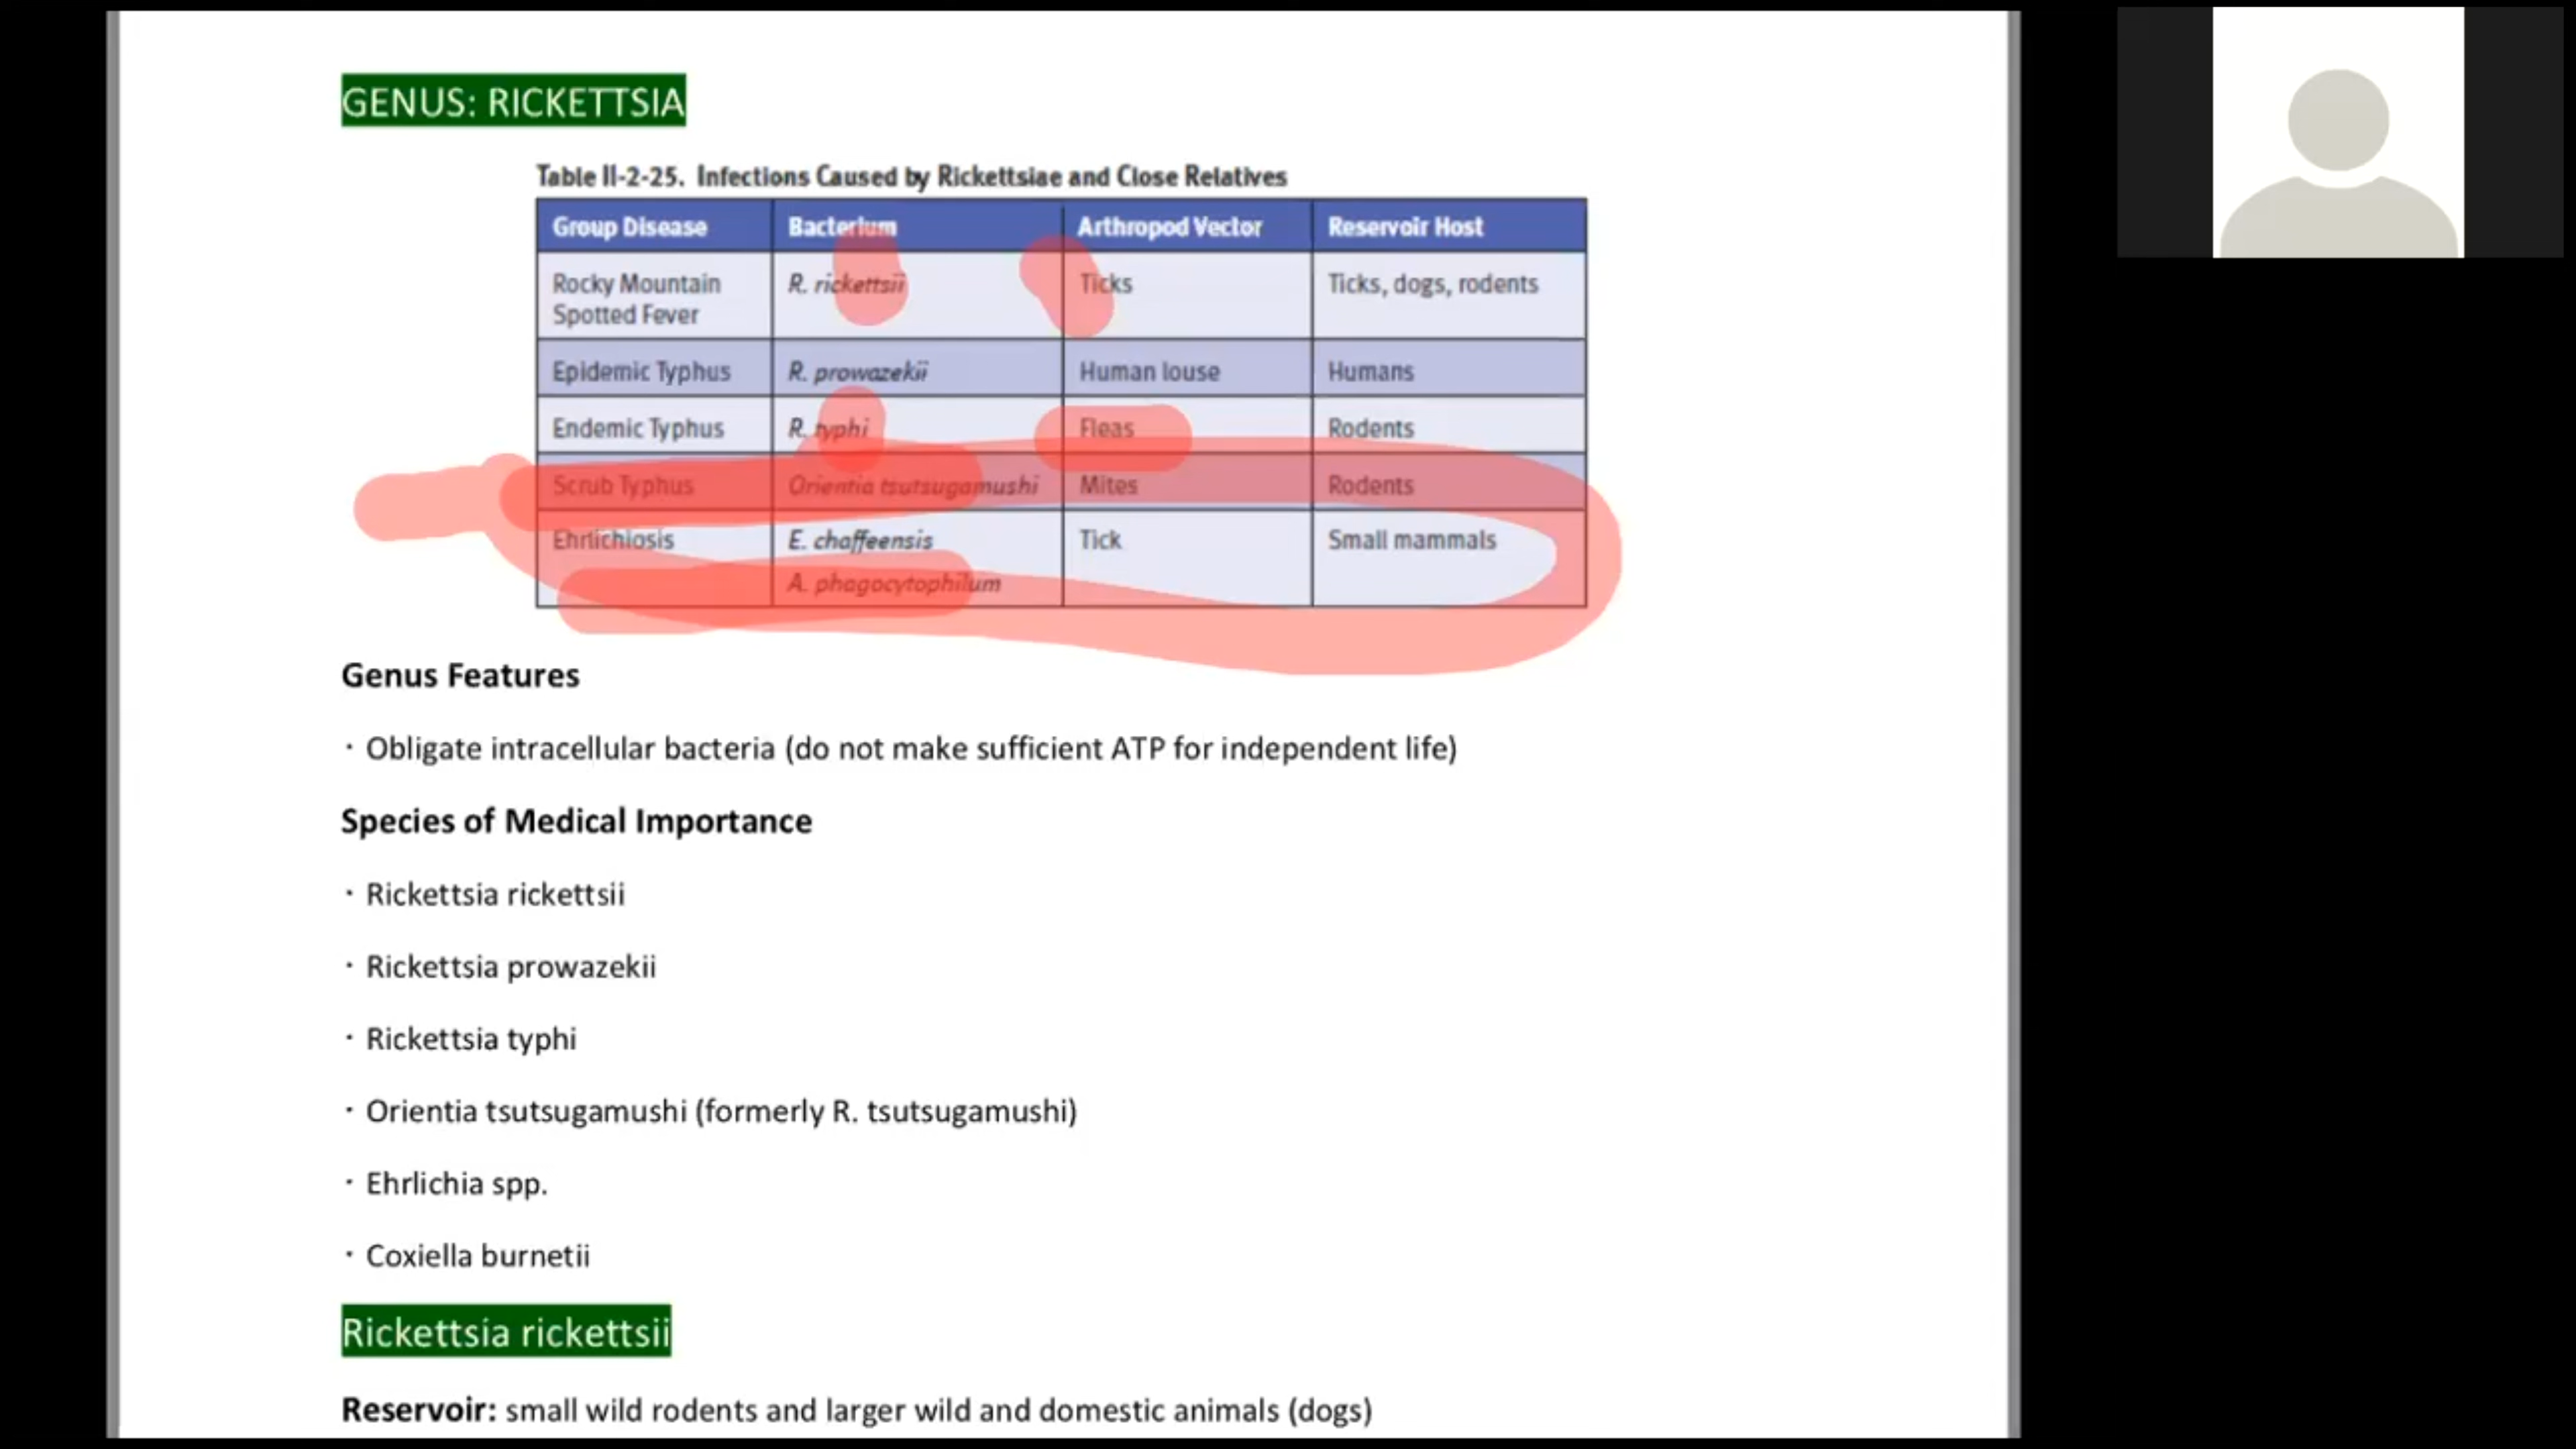 GENUS: RICKETTSIA
Table II-2-25. Infections Caused by Rickettsiae and Close Relatives
Group Disease Bacterium Arthropod Vector Reservoir Host
Rocky Mountain Spotted Fever R. rickettsii Ticks Ticks, dogs, rodents
Epidemic Typhus R. prowazekii Human louse Humans
Endemic Typhus R. typhi Fleas Rodents
Scrub Typhus Orientia tsutsugamushi Mites Rodents
Ehrlichiosis E. chaffeensis Tick Small mammals
A. phagocytophilum
Genus Features
· Obligate intracellular bacteria (do not make sufficient ATP for independent life)
Species of Medical Importance
· Rickettsia rickettsii
· Rickettsia prowazekii
· Rickettsia typhi
· Orientia tsutsugamushi (formerly R. tsutsugamushi)
· Ehrlichia spp.
· Coxiella burnetii
Rickettsia rickettsii
Reservoir: small wild rodents and larger wild and domestic animals (dogs)